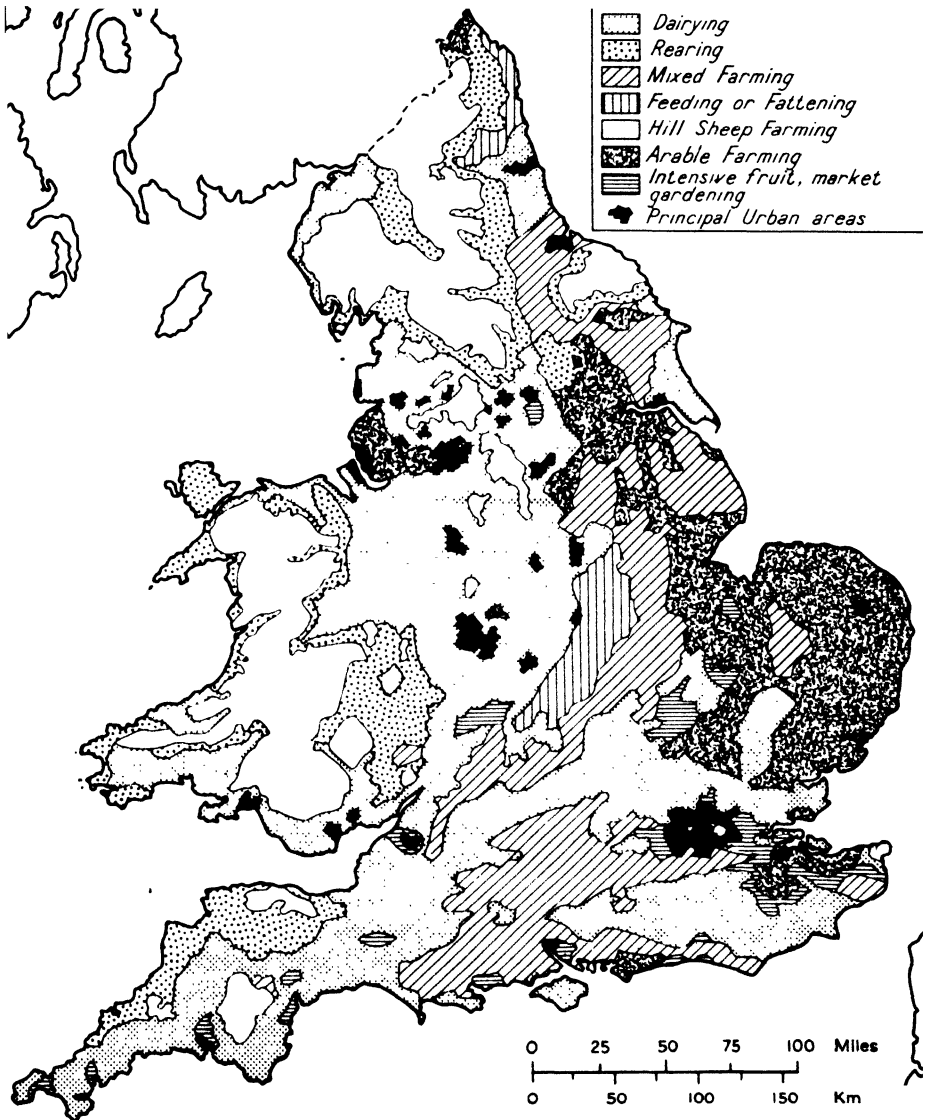 Dairying
Rearing
Mixed Farming
Feeding or Fattening
Hill Sheep Farming
Arable Farming
Intensive fruit, market
gardening
Principal Urban areas
0 25 50 75 100 Miles
0 50 100 150 Km